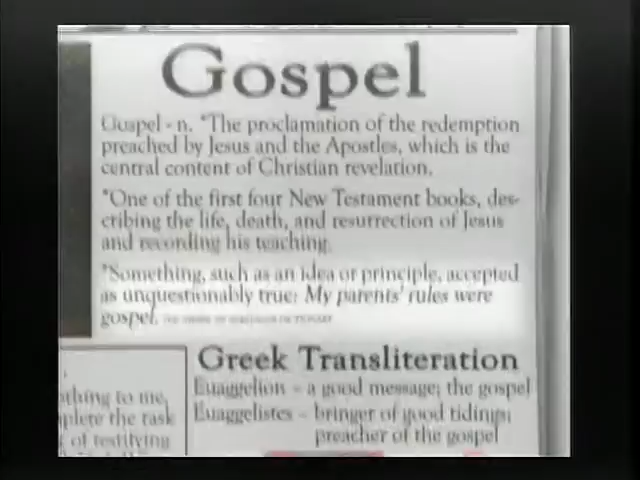 Gospel
Gospel - n. *The proclamation of the redemption
preached by Jesus and the Apostles, which is the
central content of Christian revelation.
*One of the first four New Testament books, des-
cribing the life, death, and resurrection of Jesus
and recording his teaching.
*Something, such as an idea or principle, accepted
as unquestionably true: My parents' rules were
gospel.
Greek Transliteration
Euaggelion - a good message; the gospel
Euaggelistes - bringer of good tidings;
preacher of the gospel
to me,
the task
of testifying